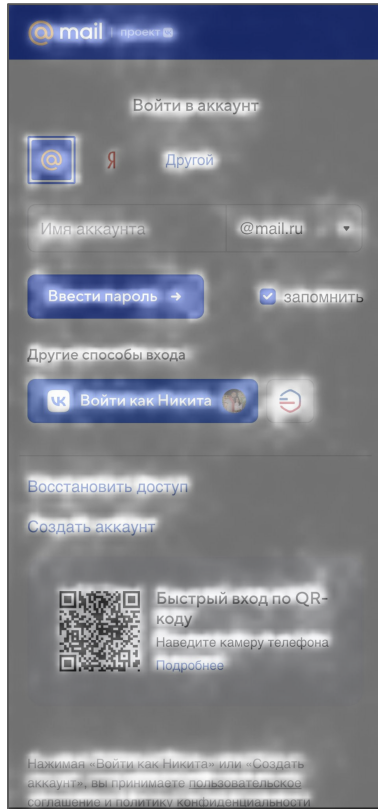 @mail | проект
Войти в аккаунт
@ Я Другой
Имя аккаунта @mail.ru
Ввести пароль → запомнить
Другие способы входа
Войти как Никита
Восстановить доступ
Создать аккаунт
Быстрый вход по QR-
коду
Наведите камеру телефона
Подробнее
Нажимая «Войти как Никита» или «Создать
аккаунт», вы принимаете пользовательское
соглашение и политику конфиденциальности